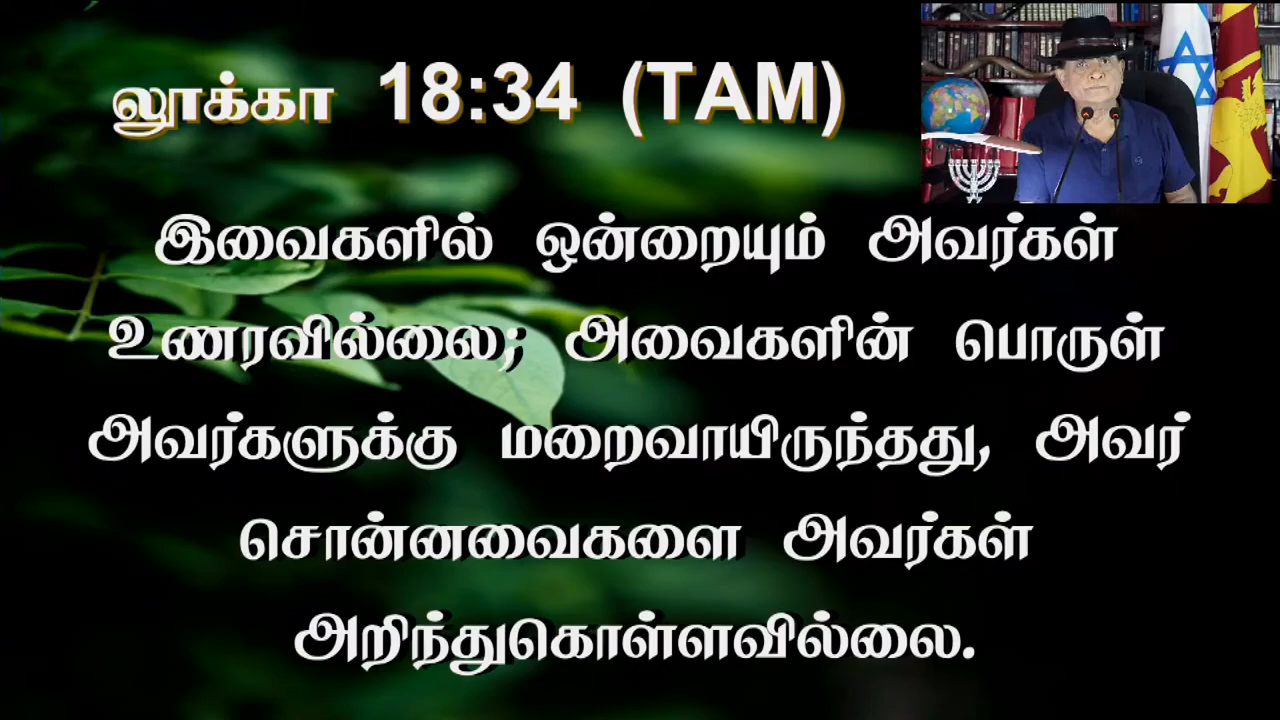 லூக்கா 18:34 (TAM)
இவைகளில் ஒன்றையும் அவர்கள்
உணரவில்லை; அவைகளின் பொருள்
அவர்களுக்கு மறைவாயிருந்தது, அவர்
சொன்னவைகளை அவர்கள்
அறிந்துகொள்ளவில்லை.